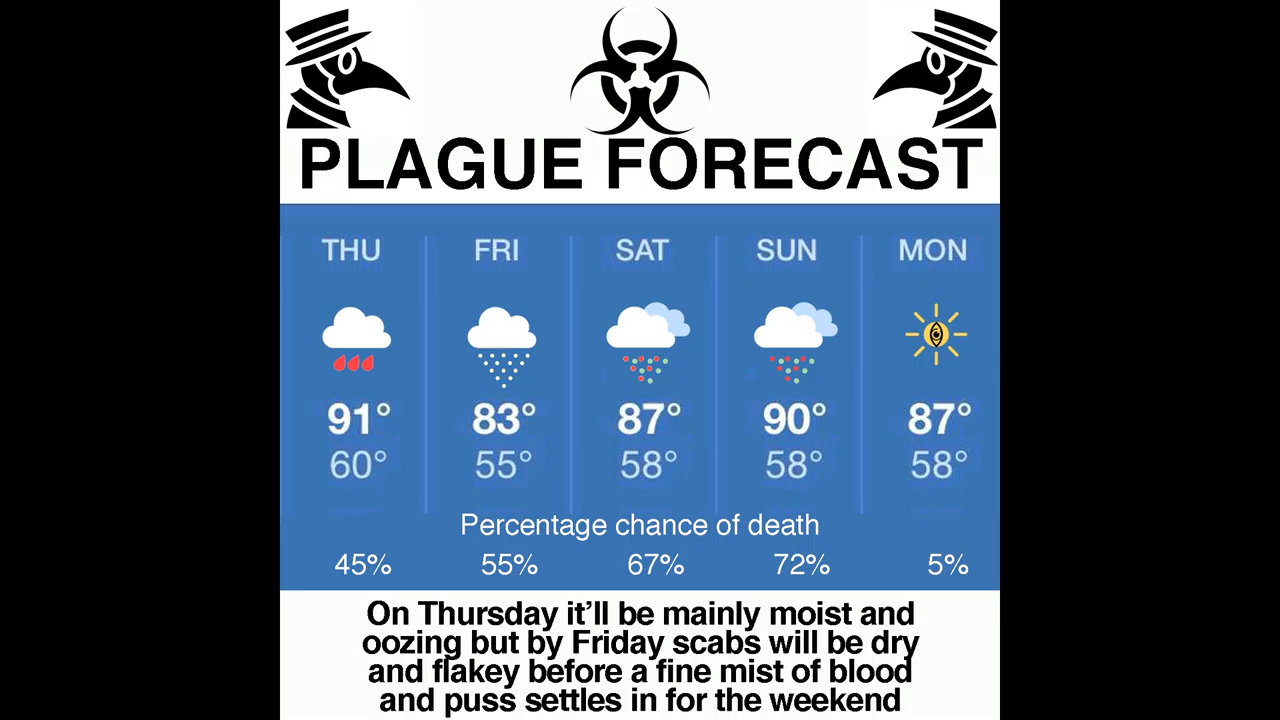 PLAGUE FORECAST
THU FRI SAT SUN MON
91° 83° 87° 90° 87°
60° 55° 58° 58° 58°
Percentage chance of death
45% 55% 67% 72% 5%
On Thursday it’ll be mainly moist and
oozing but by Friday scabs will be dry
and flakey before a fine mist of blood
and puss settles in for the weekend